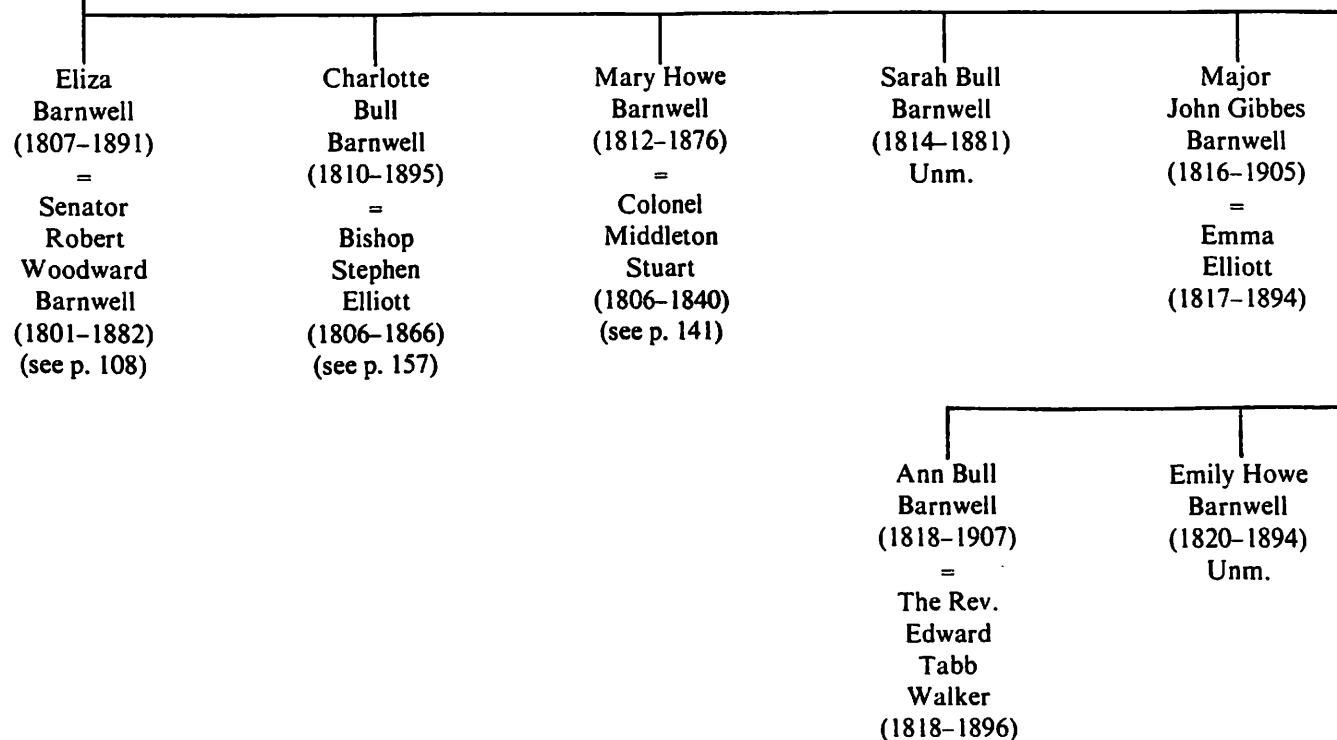 Eliza
Barnwell
(1807–1891)
=
Senator
Robert
Woodward
Barnwell
(1801–1882)
(see p. 108)
Charlotte
Bull
Barnwell
(1810–1895)
=
Bishop
Stephen
Elliott
(1806–1866)
(see p. 157)
Mary Howe
Barnwell
(1812–1876)
=
Colonel
Middleton
Stuart
(1806–1840)
(see p. 141)
Sarah Bull
Barnwell
(1814–1881)
Unm.
Major
John Gibbes
Barnwell
(1816–1905)
=
Emma
Elliott
(1817–1894)
Ann Bull
Barnwell
(1818–1907)
=
The Rev.
Edward
Tabb
Walker
(1818–1896)
Emily Howe
Barnwell
(1820–1894)
Unm.